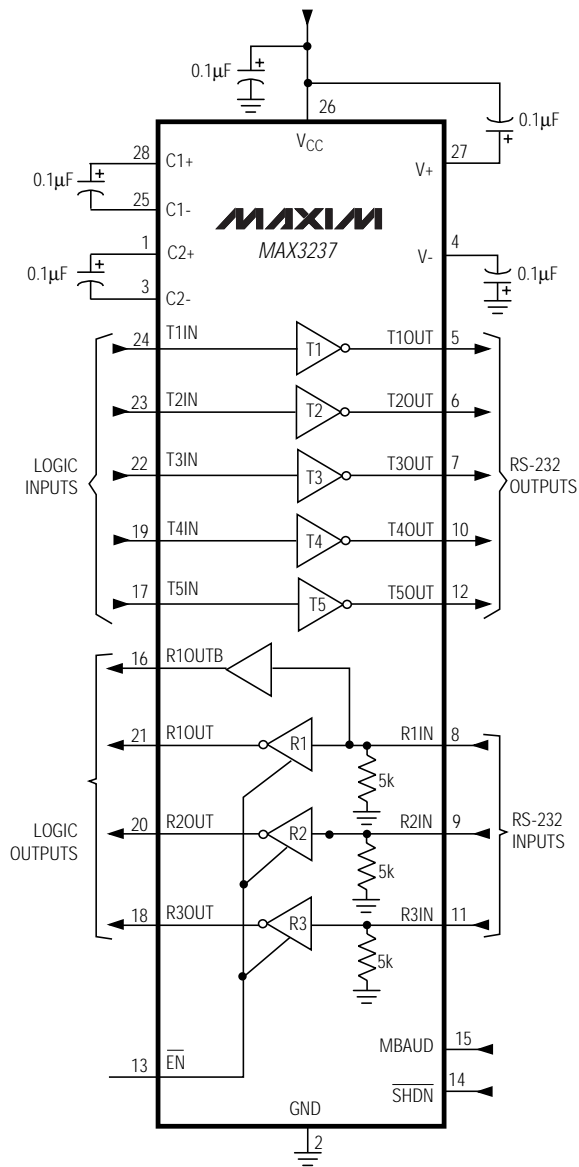 0.1µF +
26
0.1µF +
VCC
28 C1+
27 V+
0.1µF +
25 C1-
MAXIM
MAX3237
1 C2+
4 V-
0.1µF +
0.1µF +
3 C2-
24 T1IN T1 T1OUT 5
23 T2IN T2 T2OUT 6
22 T3IN T3 T3OUT 7
LOGIC
INPUTS
RS-232
OUTPUTS
19 T4IN T4 T4OUT 10
17 T5IN T5 T5OUT 12
16 R1OUTB
21 R1OUT R1 R1IN 8
5k
LOGIC
OUTPUTS
20 R2OUT R2 R2IN 9
RS-232
INPUTS
5k
18 R3OUT R3 R3IN 11
5k
MBAUD 15
13 EN
SHDN 14
GND
2